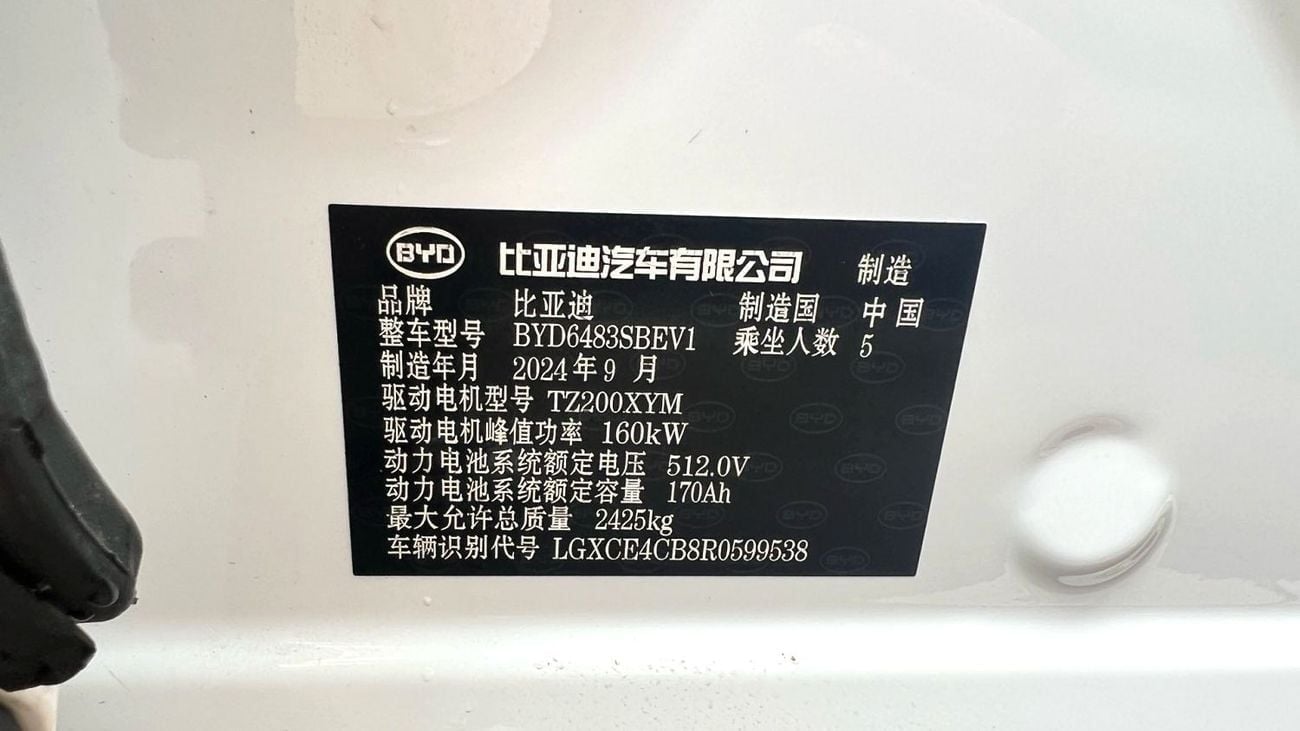 BYD 比亚迪汽车有限公司 制造
品牌 比亚迪 制造国 中国
整车型号 BYD6483SBEV1 乘坐人数 5
制造年月 2024年9月
驱动电机型号 TZ200XYM
驱动电机峰值功率 160kW
动力电池系统额定电压 512.0V
动力电池系统额定容量 170Ah
最大允许总质量 2425kg
车辆识别代号 LGXCE4CB8R0599538